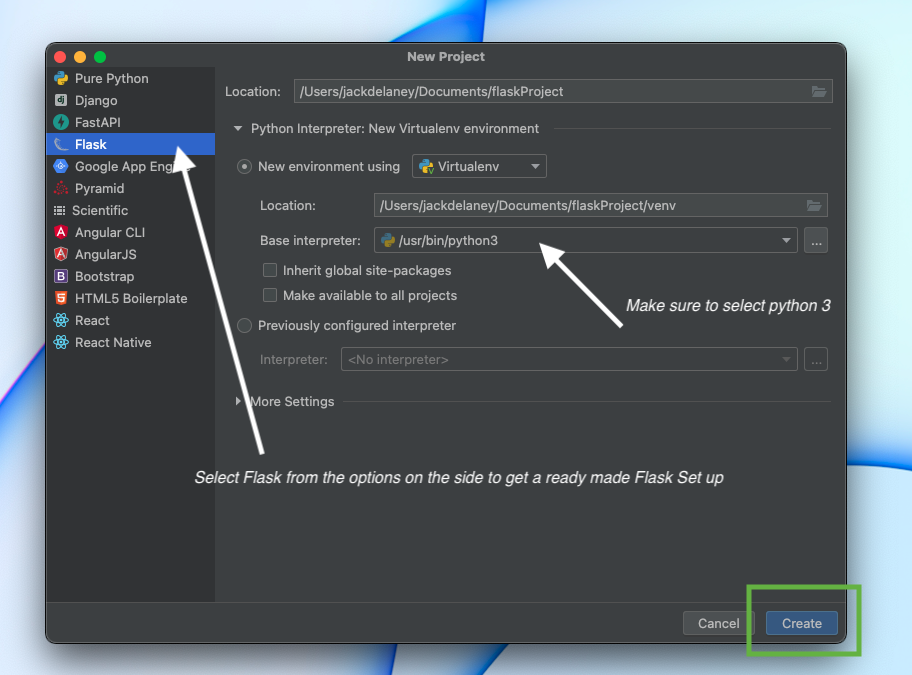 New Project
Pure Python
Django
FastAPI
Flask
Google App Eng
Pyramid
Scientific
Angular CLI
AngularJS
Bootstrap
HTML5 Boilerplate
React
React Native
Location: /Users/jackdelaney/Documents/flaskProject
Python Interpreter: New Virtualenv environment
New environment using Virtualenv
Location: /Users/jackdelaney/Documents/flaskProject/venv
Base interpreter: /usr/bin/python3 ...
Inherit global site-packages
Make available to all projects
Make sure to select python 3
Previously configured interpreter
Interpreter: <No interpreter> ...
More Settings
Select Flask from the options on the side to get a ready made Flask Set up
Cancel Create